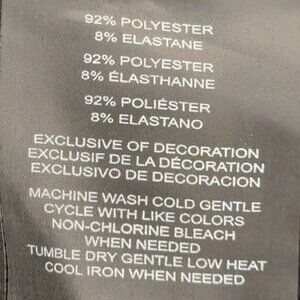 92% POLYESTER
8% ELASTANE
92% POLYESTER
8% ÉLASTHANNE
92% POLIÉSTER
8% ELASTANO
EXCLUSIVE OF DECORATION
EXCLUSIF DE LA DÉCORATION
EXCLUSIVO DE DECORACION
MACHINE WASH COLD GENTLE
CYCLE WITH LIKE COLORS
NON-CHLORINE BLEACH
WHEN NEEDED
TUMBLE DRY GENTLE LOW HEAT
COOL IRON WHEN NEEDED